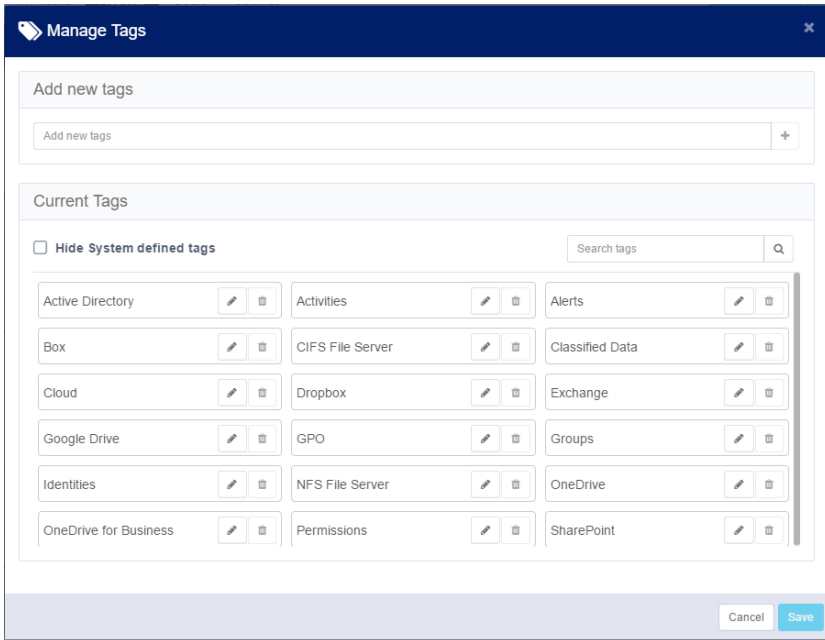 Manage Tags
Add new tags
Add new tags
Current Tags
Hide System defined tags
Search tags
Active Directory
Activities
Alerts
Box
CIFS File Server
Classified Data
Cloud
Dropbox
Exchange
Google Drive
GPO
Groups
Identities
NFS File Server
OneDrive
OneDrive for Business
Permissions
SharePoint
Cancel
Save